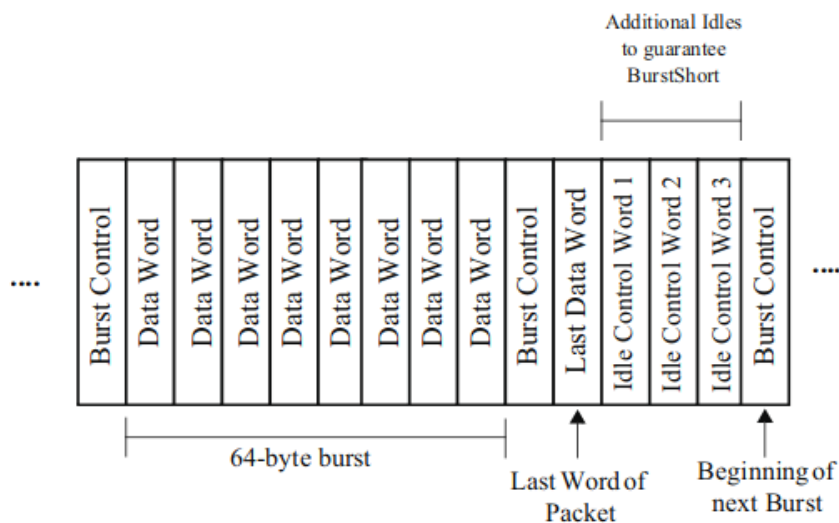 Additional Idles
to guarantee
BurstShort
....
Burst Control
Data Word
Data Word
Data Word
Data Word
Data Word
Data Word
Data Word
Data Word
Burst Control
Last Data Word
Idle Control Word 1
Idle Control Word 2
Idle Control Word 3
Burst Control
....
64-byte burst
Last Word of
Packet
Beginning of
next Burst